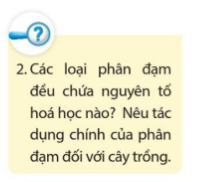 ?
2. Các loại phân đạm
đều chứa nguyên tố
hoá học nào? Nêu tác
dụng chính của phân
đạm đối với cây trồng.